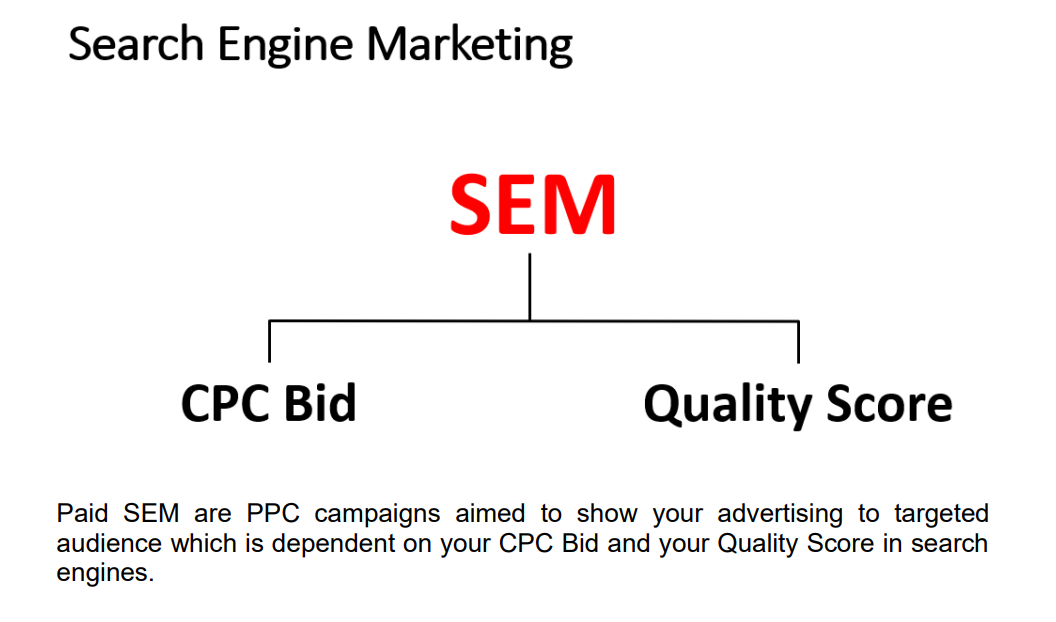 Search Engine Marketing
SEM
CPC Bid
Quality Score
Paid SEM are PPC campaigns aimed to show your advertising to targeted
audience which is dependent on your CPC Bid and your Quality Score in search
engines.